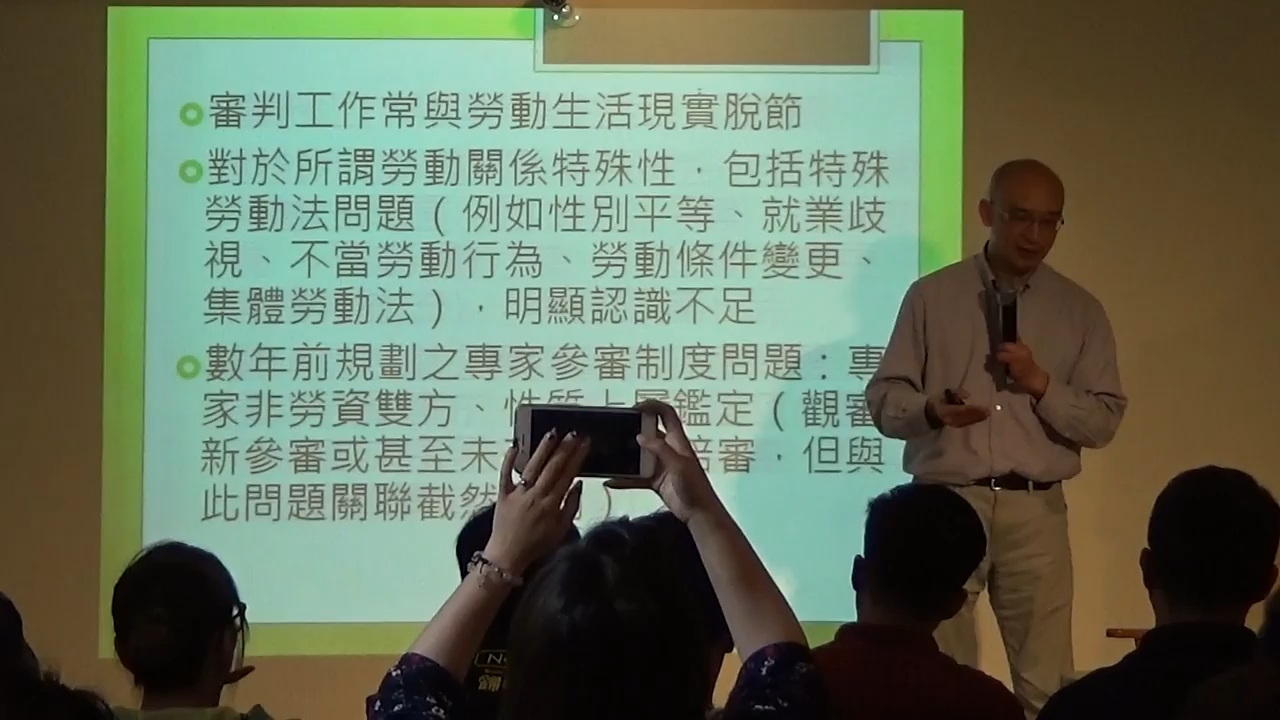 審判工作常與勞動生活現實脫節
對於所謂勞動關係特殊性，包括特殊
勞動法問題（例如性別平等、就業歧
視、不當勞動行為、勞動條件變更、
集體勞動法），明顯認識不足
數年前規劃之專家參審制度問題：專
家非勞資雙方、性質上屬鑑定（觀審
新參審或甚至未 陪審，但與
此問題關聯截然 ）